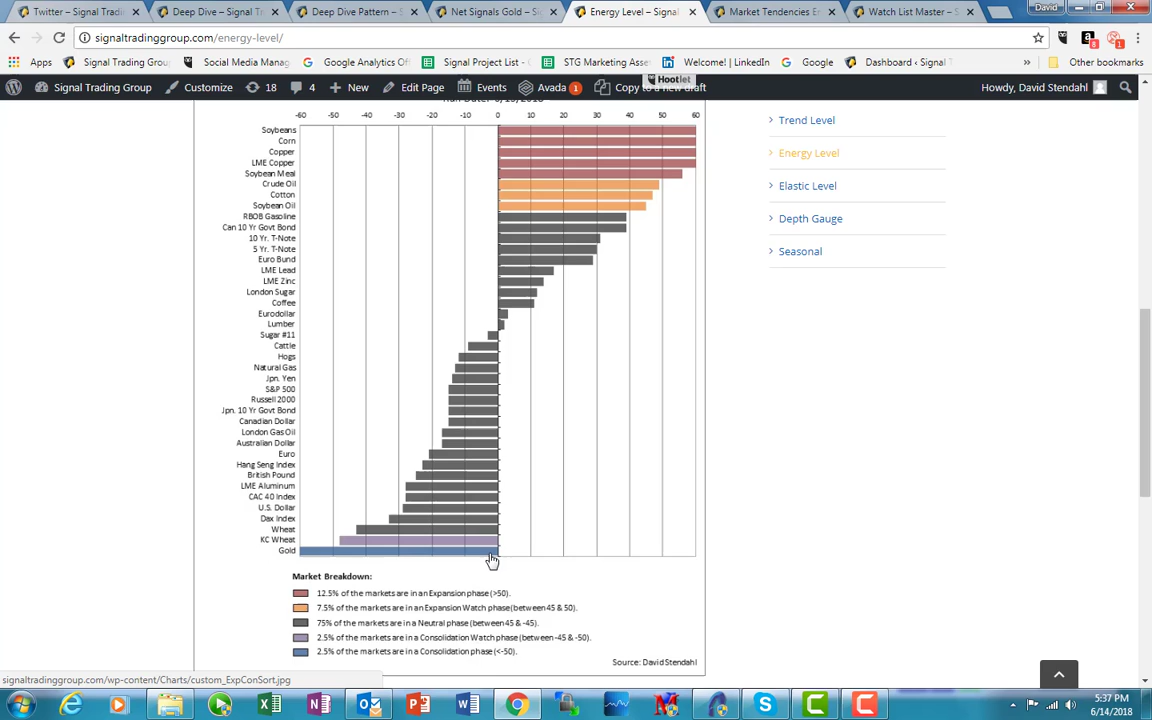 Twitter – Signal Tradi
Deep Dive – Signal T
Deep Dive Pattern – S
Net Signals Gold – S
Energy Level – Signal
Market Tendencies E
Watch List Master – S
David
signaltradinggroup.com/energy-level/
8
1
Apps
Signal Trading Group
Social Media Manag
Google Analytics Of
Signal Project List -
STG Marketing Asse
Welcome! | LinkedIn
Google
Dashboard ‹ Signal T
»
Other bookmarks
Hootlet
Signal Trading Group
Customize
18
4
New
Edit Page
Events
Avada 1
Copy to a new draft
Howdy, David Stendahl
-60 -50 -40 -30 -20 -10 0 10 20 30 40 50 60
Soybeans
Corn
Copper
LME Copper
Soybean Meal
Crude Oil
Cotton
Soybean Oil
RBOB Gasoline
Can 10 Yr Govt Bond
10 Yr. T-Note
5 Yr. T-Note
Euro Bund
LME Lead
LME Zinc
London Sugar
Coffee
Eurodollar
Lumber
Sugar #11
Cattle
Hogs
Natural Gas
Jpn. Yen
S&P 500
Russell 2000
Jpn. 10 Yr Govt Bond
Canadian Dollar
London Gas Oil
Australian Dollar
Euro
Hang Seng Index
British Pound
LME Aluminum
CAC 40 Index
U.S. Dollar
Dax Index
Wheat
KC Wheat
Gold
Market Breakdown:
12.5% of the markets are in an Expansion phase (>50).
7.5% of the markets are in an Expansion Watch phase (between 45 & 50).
75% of the markets are in a Neutral phase (between 45 & -45).
2.5% of the markets are in a Consolidation Watch phase (between -45 & -50).
2.5% of the markets are in a Consolidation phase (<-50).
Source: David Stendahl
Trend Level
Energy Level
Elastic Level
Depth Gauge
Seasonal
signaltradinggroup.com/wp-content/Charts/custom_ExpConSort.jpg
5:37 PM
6/14/2018